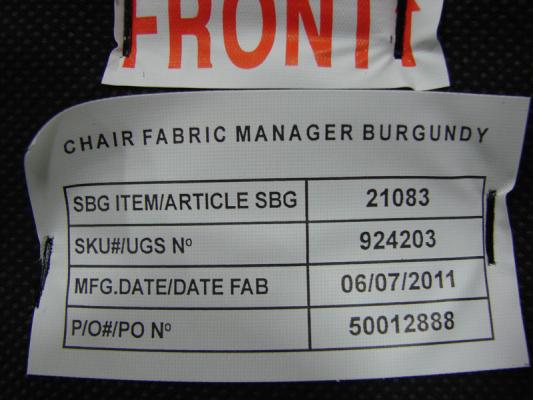 FRONT
CHAIR FABRIC MANAGER BURGUNDY
SBG ITEM/ARTICLE SBG 21083
SKU#/UGS Nº 924203
MFG.DATE/DATE FAB 06/07/2011
P/O#/PO Nº 50012888